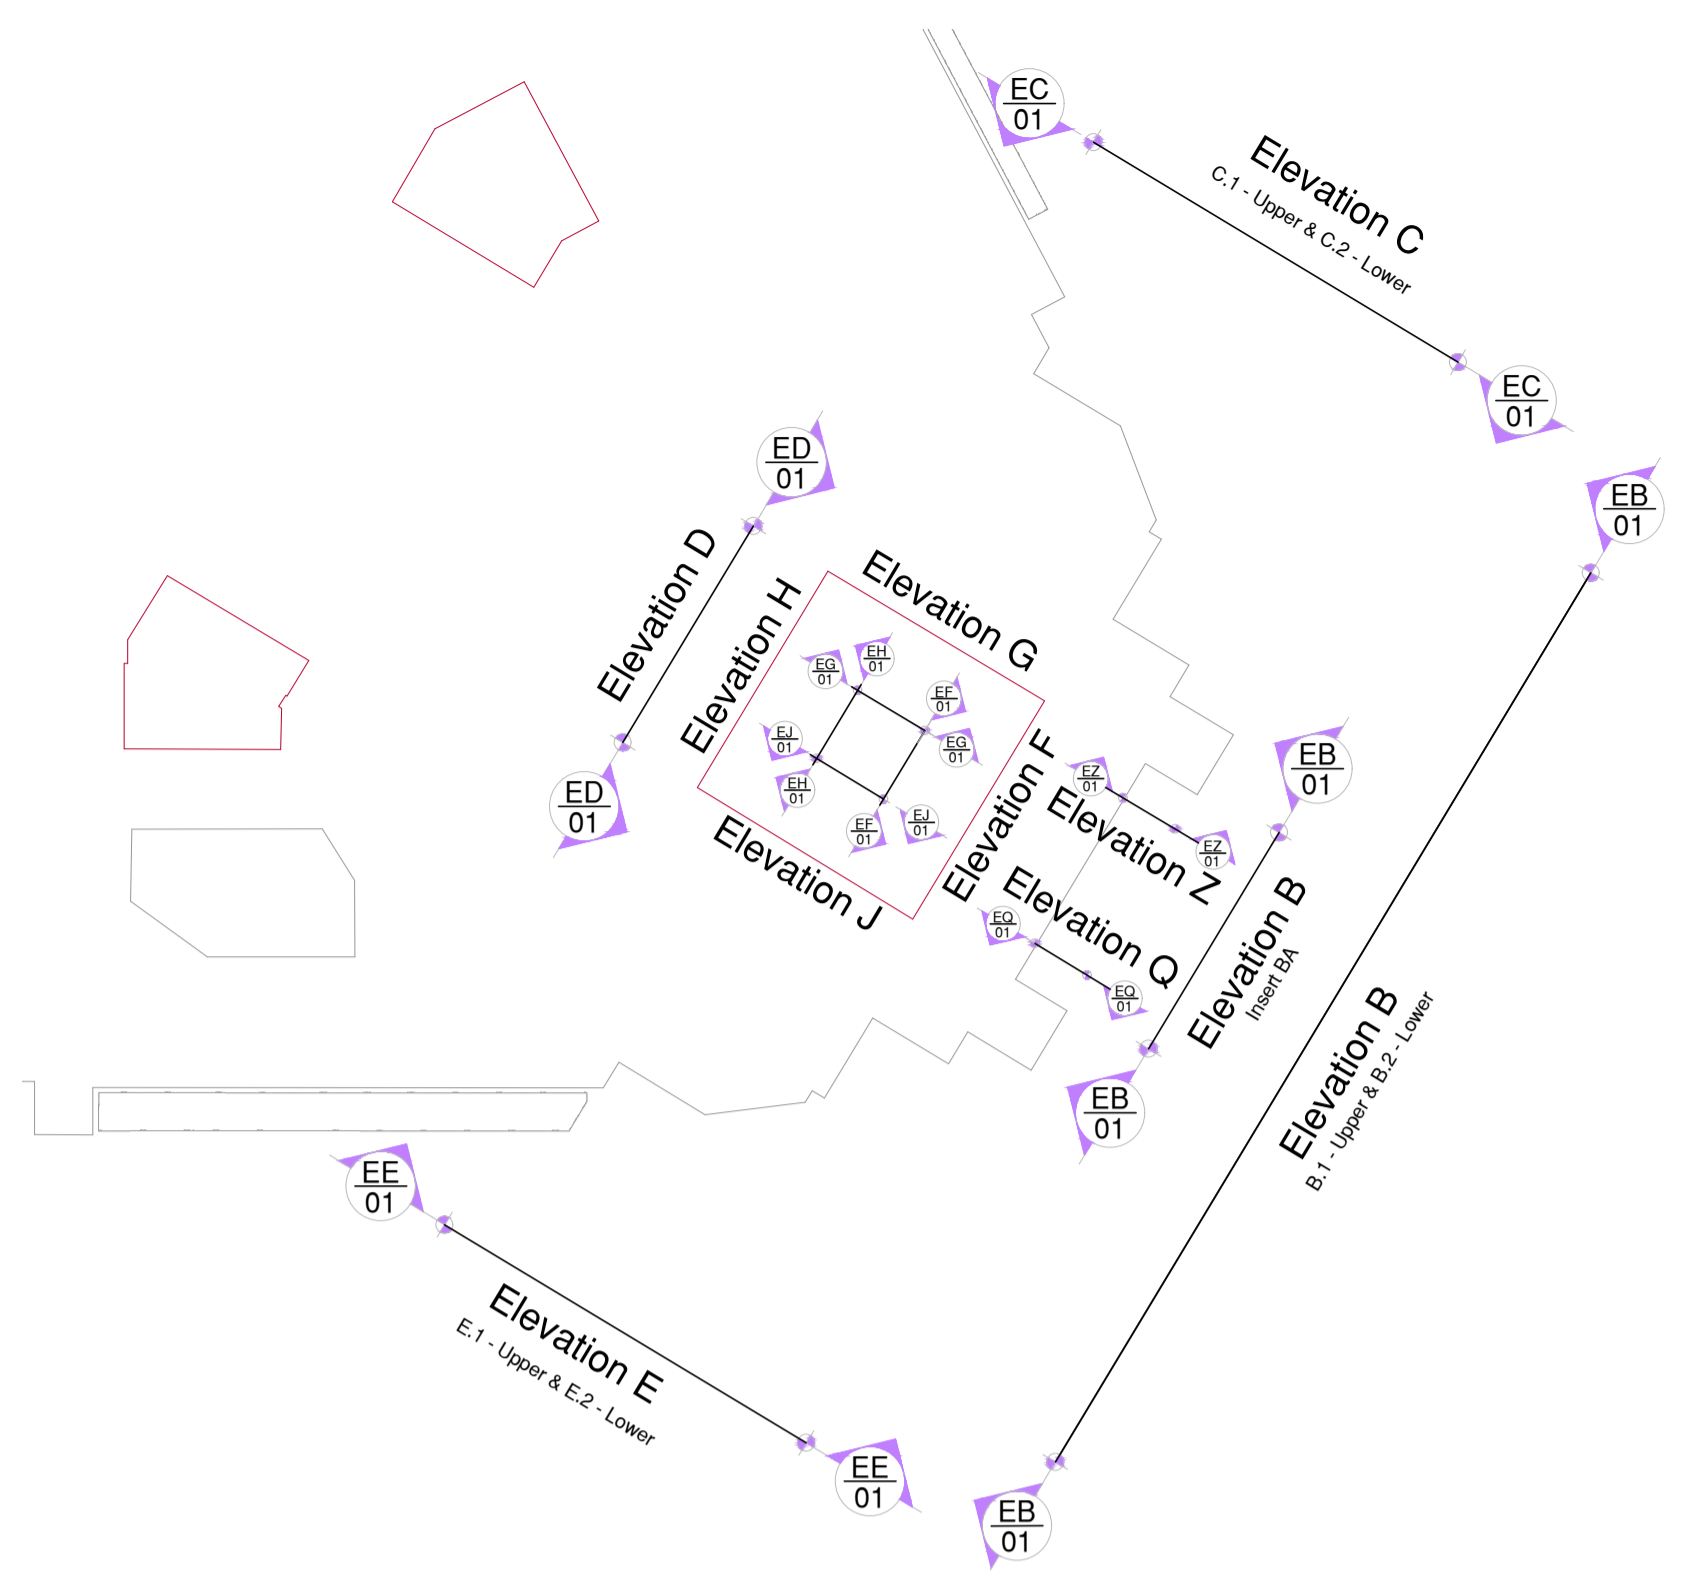 EC
01
Elevation C
C.1 - Upper & C.2 - Lower
EC
01
ED
01
EB
01
Elevation D
Elevation H
Elevation G
EG
01
EH
01
EF
01
EJ
01
EG
01
EH
01
EF
01
EJ
01
Elevation F
Elevation J
EZ
01
Elevation Z
EZ
01
EB
01
ED
01
EQ
01
Elevation Q
EQ
01
Elevation B
Insert BA
EB
01
Elevation B
B.1 - Upper & B.2 - Lower
EE
01
Elevation E
E.1 - Upper & E.2 - Lower
EE
01
EB
01